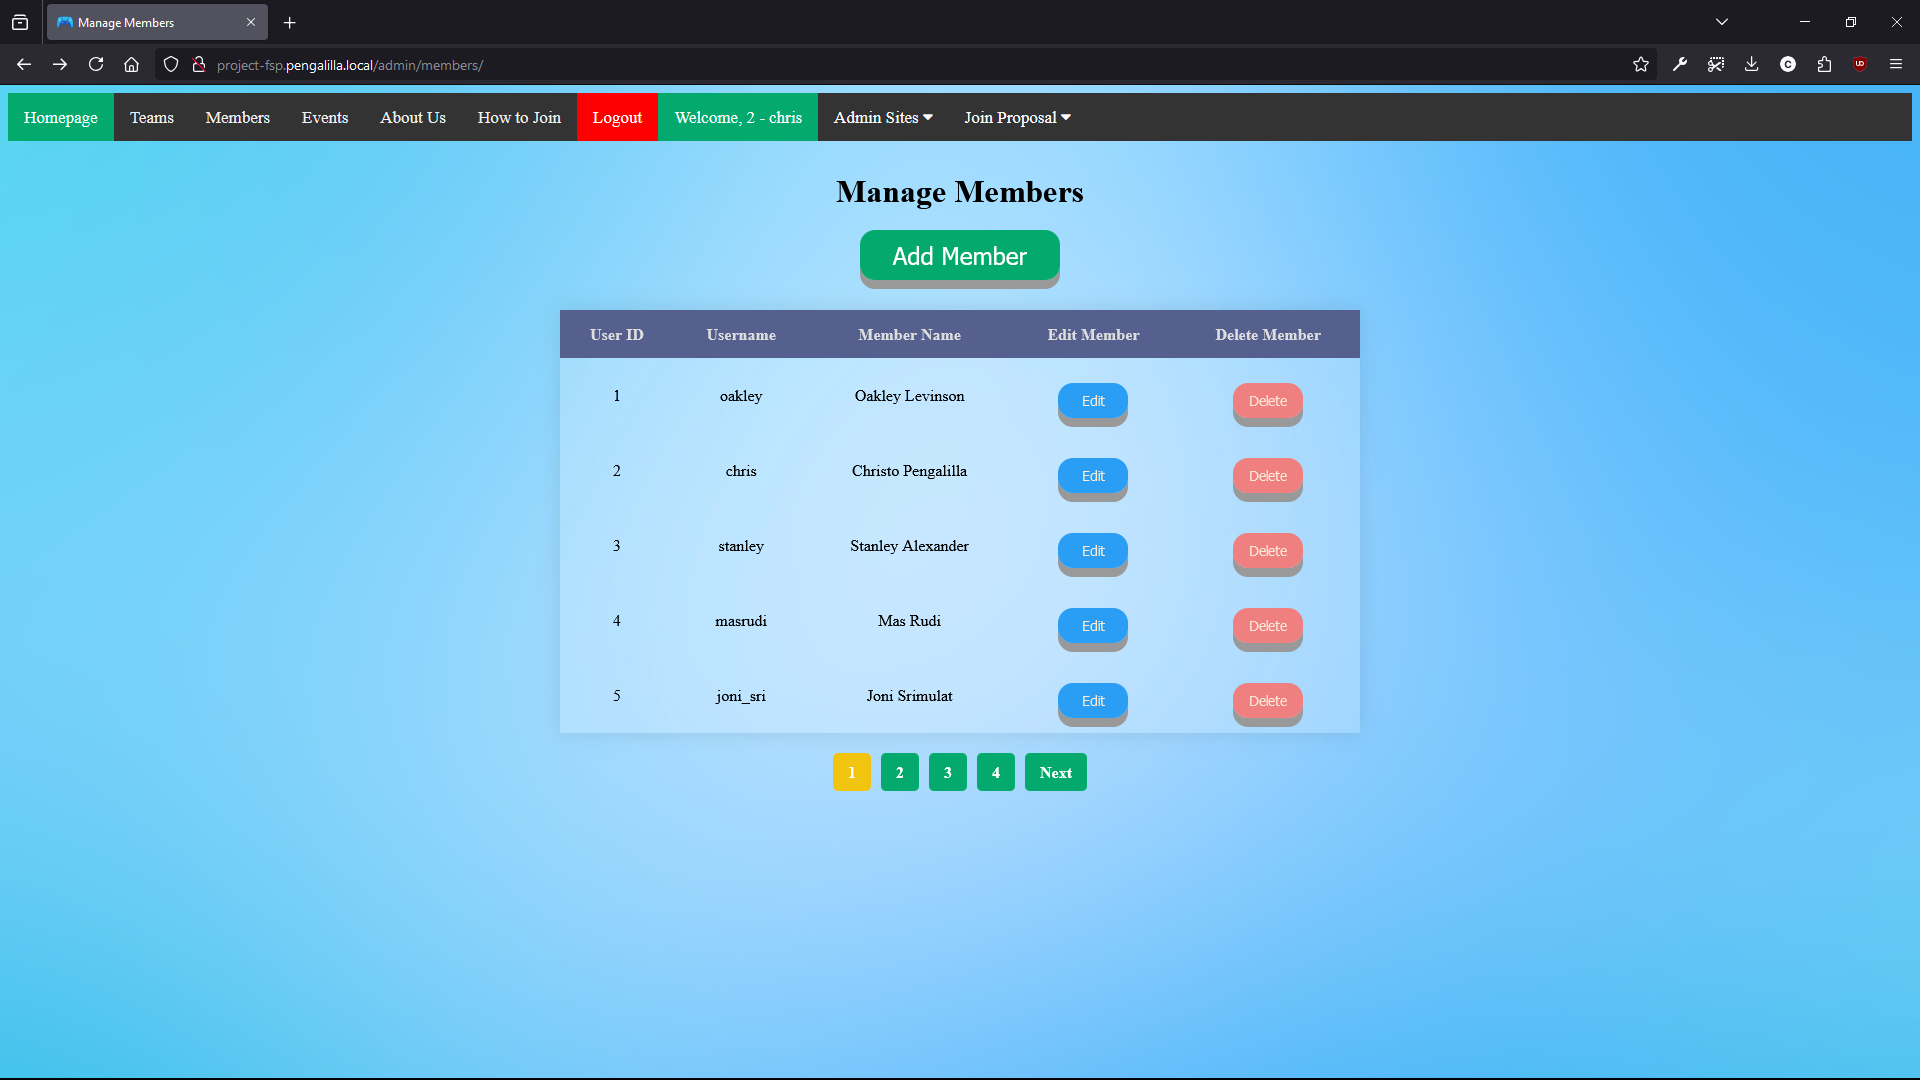 Manage Members
project-fsp.pengalilla.local/admin/members/
Homepage Teams Members Events About Us How to Join Logout Welcome, 2 - chris Admin Sites Join Proposal
Manage Members
Add Member
User ID Username Member Name Edit Member Delete Member
1 oakley Oakley Levinson Edit Delete
2 chris Christo Pengalilla Edit Delete
3 stanley Stanley Alexander Edit Delete
4 masrudi Mas Rudi Edit Delete
5 joni_sri Joni Srimulat Edit Delete
1 2 3 4 Next